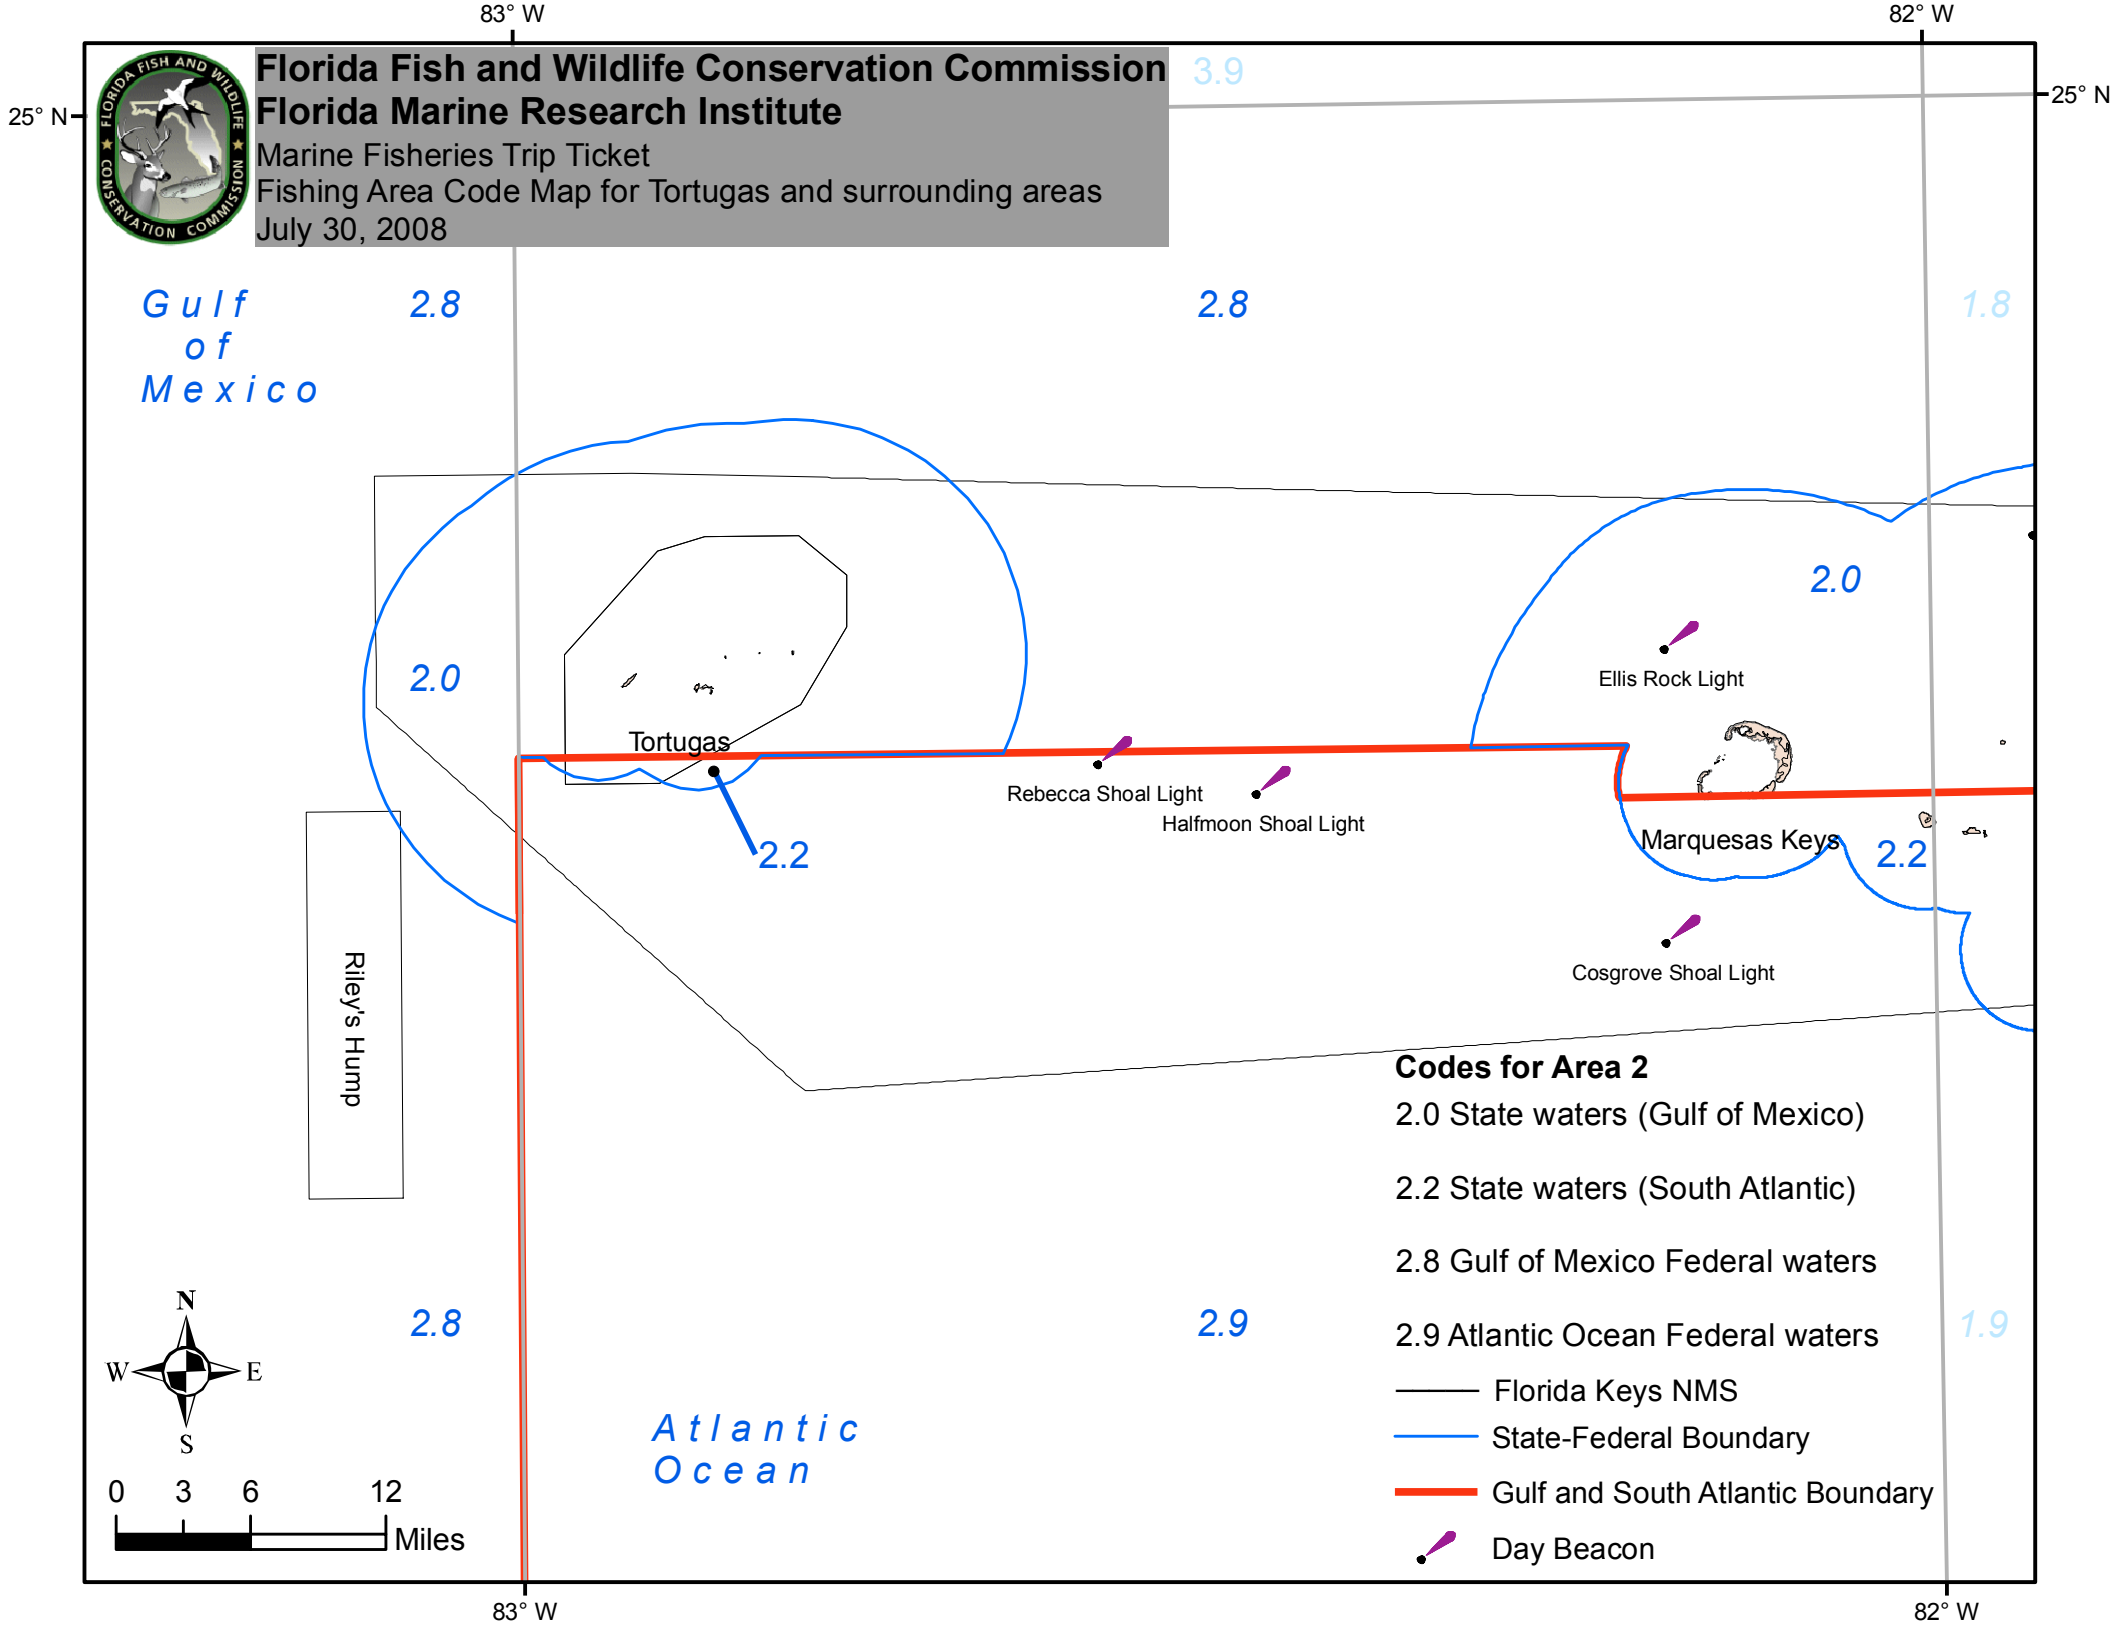 83° W
82° W
Florida Fish and Wildlife Conservation Commission
Florida Marine Research Institute
Marine Fisheries Trip Ticket
Fishing Area Code Map for Tortugas and surrounding areas
July 30, 2008
FLORIDA FISH AND WILDLIFE
CONSERVATION COMMISSION
3.9
25° N
25° N
Gulf
of
Mexico
2.8
2.8
1.8
2.0
2.0
Ellis Rock Light
Tortugas
Rebecca Shoal Light
Halfmoon Shoal Light
2.2
Marquesas Keys
2.2
Cosgrove Shoal Light
Riley's Hump
2.8
2.9
1.9
Atlantic
Ocean
Codes for Area 2
2.0 State waters (Gulf of Mexico)
2.2 State waters (South Atlantic)
2.8 Gulf of Mexico Federal waters
2.9 Atlantic Ocean Federal waters
Florida Keys NMS
State-Federal Boundary
Gulf and South Atlantic Boundary
Day Beacon
N
W E
S
0 3 6 12
Miles
83° W
82° W